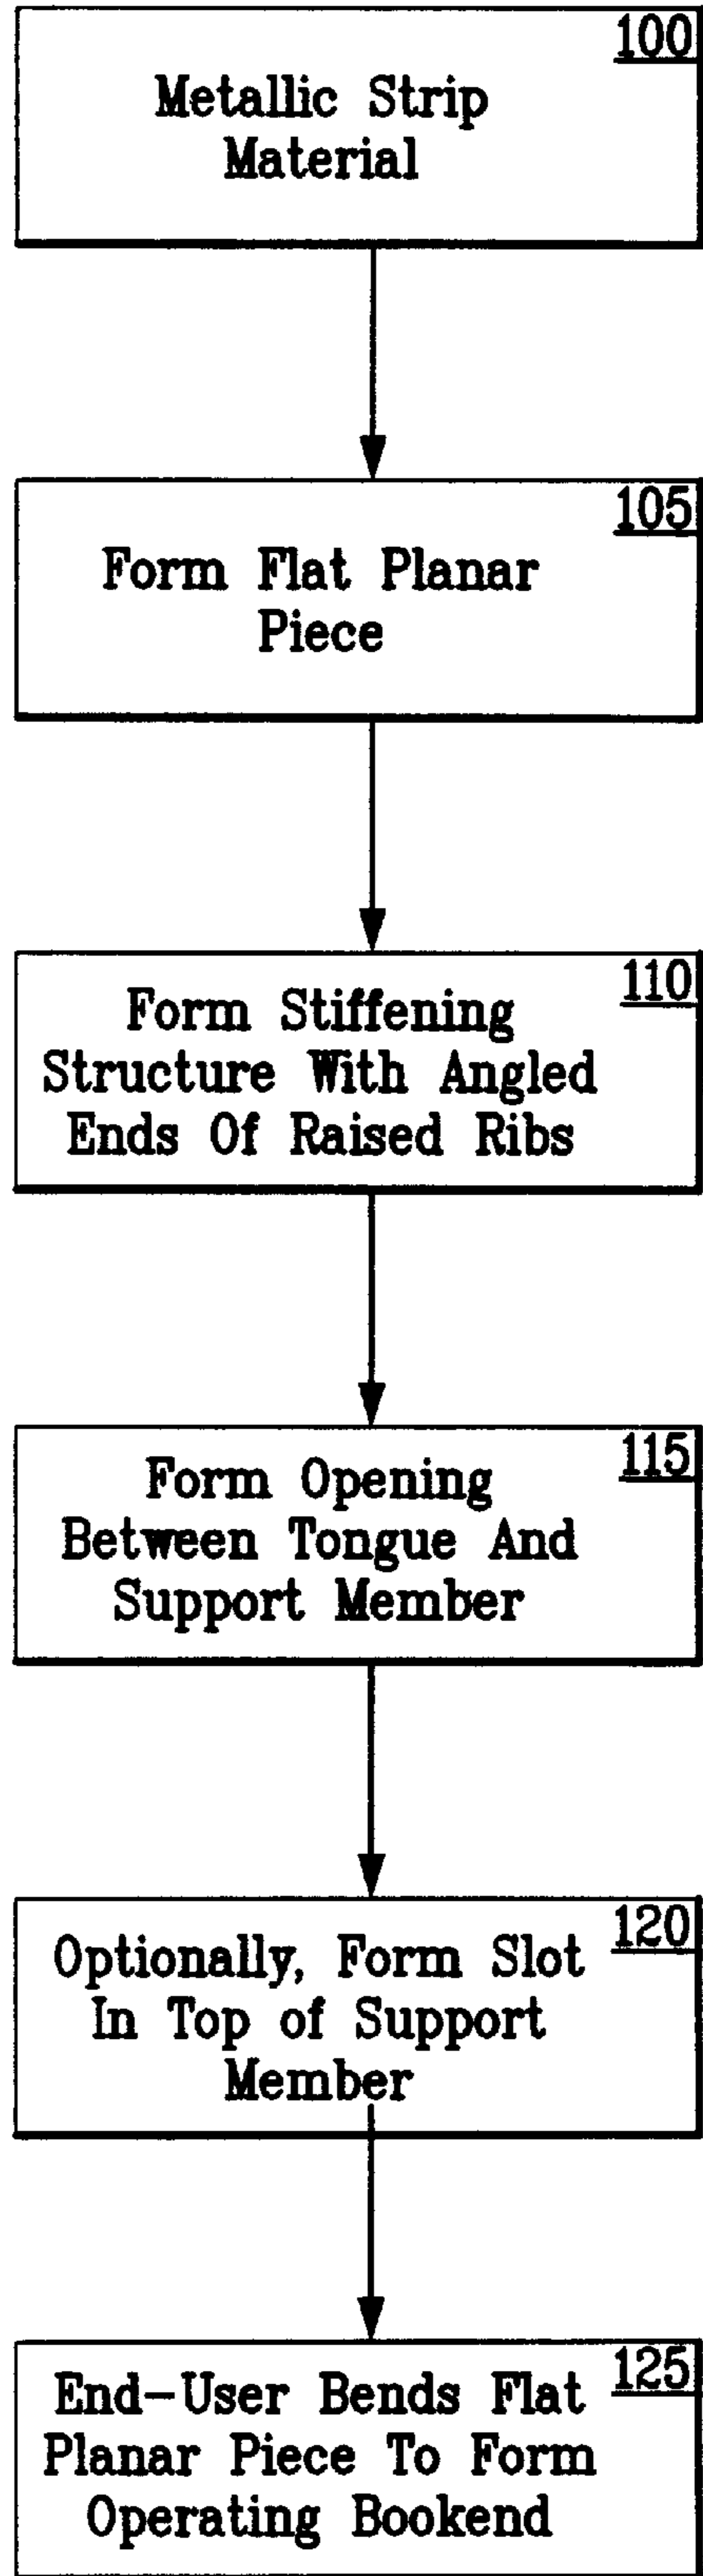 100
Metallic Strip
Material
105
Form Flat Planar
Piece
110
Form Stiffening
Structure With Angled
Ends Of Raised Ribs
115
Form Opening
Between Tongue And
Support Member
120
Optionally, Form Slot
In Top of Support
Member
125
End-User Bends Flat
Planar Piece To Form
Operating Bookend